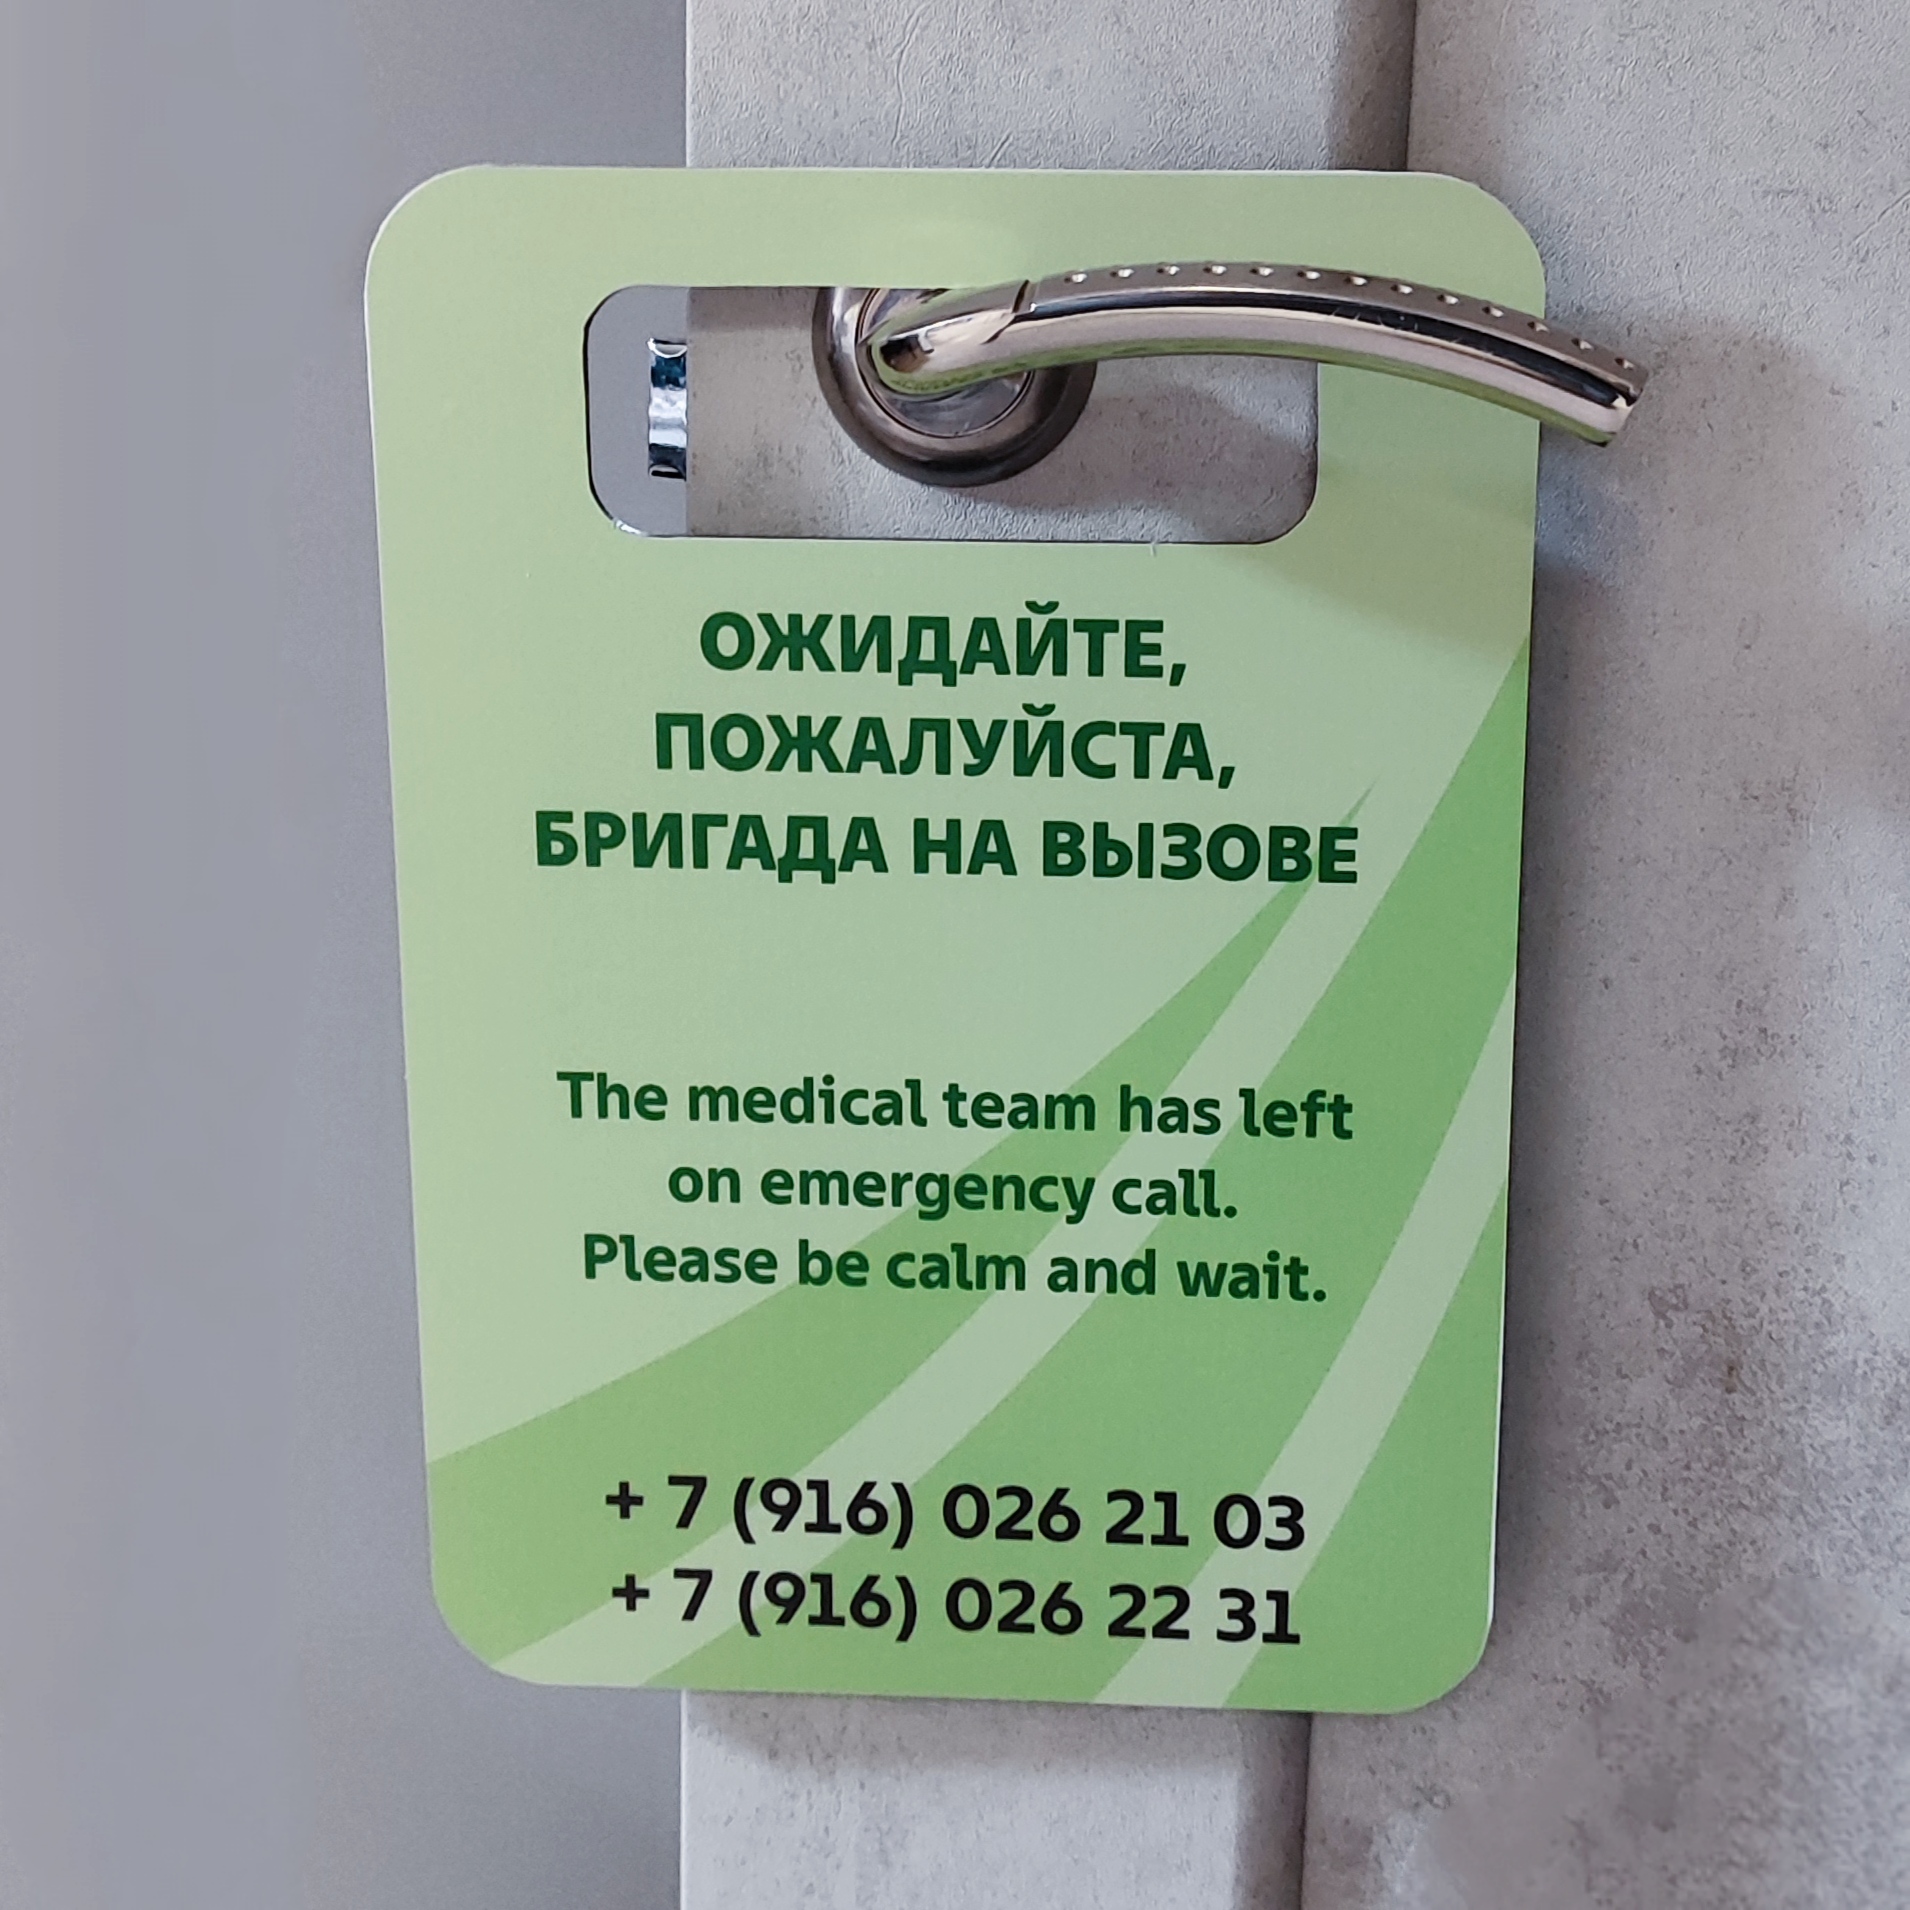 ОЖИДАЙТЕ,
ПОЖАЛУЙСТА,
БРИГАДА НА ВЫЗОВЕ
The medical team has left
on emergency call.
Please be calm and wait.
+ 7 (916) 026 21 03
+ 7 (916) 026 22 31